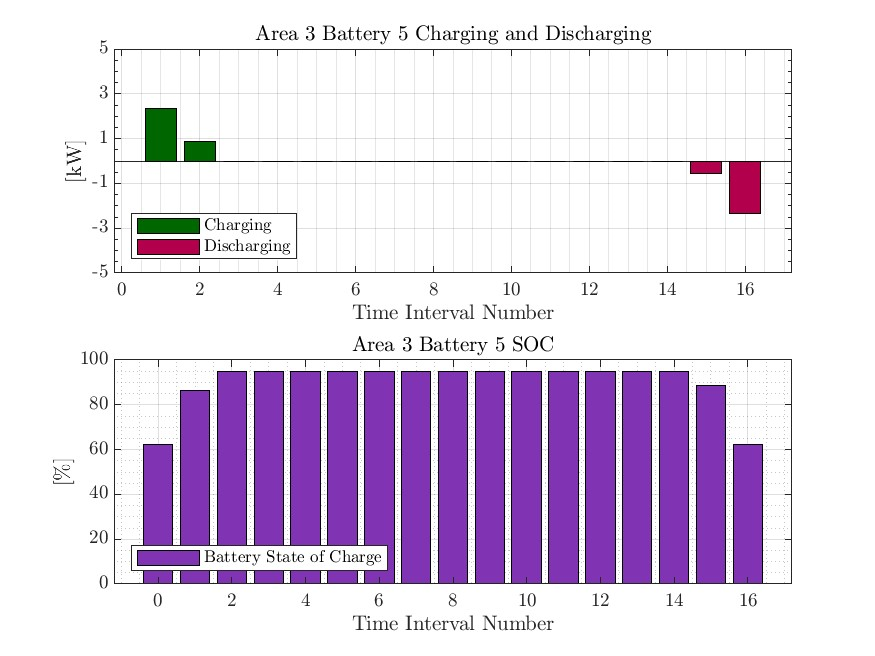 Area 3 Battery 5 Charging and Discharging
5
3
1
-1
-3
-5
[kW]
Charging
Discharging
0 2 4 6 8 10 12 14 16
Time Interval Number
Area 3 Battery 5 SOC
100
80
60
40
20
0
[%]
Battery State of Charge
0 2 4 6 8 10 12 14 16
Time Interval Number